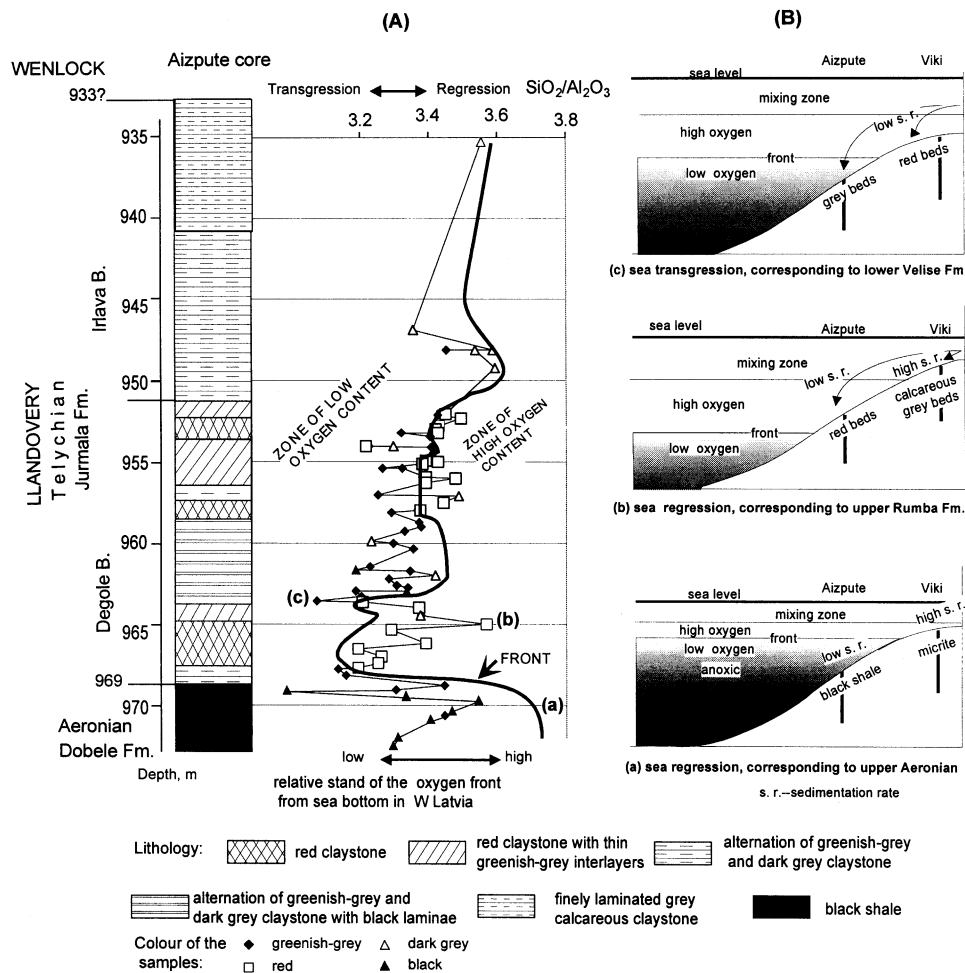 (A)
(B)
Aizpute core
WENLOCK
933?
Transgression
Regression
SiO₂/Al₂O₃
3.2 3.4 3.6 3.8
935
940
945
950
955
960
965
969
970
Irlava B.
LLANDOVERY
Telychian
Jurmala Fm.
Degole B.
Aeronian
Dobele Fm.
Depth, m
ZONE OF LOW
OXYGEN CONTENT
ZONE OF
HIGH OXYGEN
CONTENT
(c)
(b)
FRONT
(a)
low
high
relative stand of the oxygen front
from sea bottom in W Latvia
Aizpute
Viki
sea level
mixing zone
low s. r.
high oxygen
front
low oxygen
red beds
grey beds
(c) sea transgression, corresponding to lower Velise Fm
sea level
Aizpute
Viki
mixing zone
low s. r.
high s. r.
calcareous
grey beds
high oxygen
red beds
front
low oxygen
(b) sea regression, corresponding to upper Rumba Fm.
Aizpute
Viki
sea level
high s. r.
mixing zone
high oxygen
front
low oxygen
low s. r.
micrite
anoxic
black shale
(a) sea regression, corresponding to upper Aeronian
s. r.--sedimentation rate
Lithology:
red claystone
red claystone with thin
greenish-grey interlayers
alternation of greenish-grey
and dark grey claystone
alternation of greenish-grey and
dark grey claystone with black laminae
finely laminated grey
calcareous claystone
black shale
Colour of the
samples:
greenish-grey
dark grey
red
black